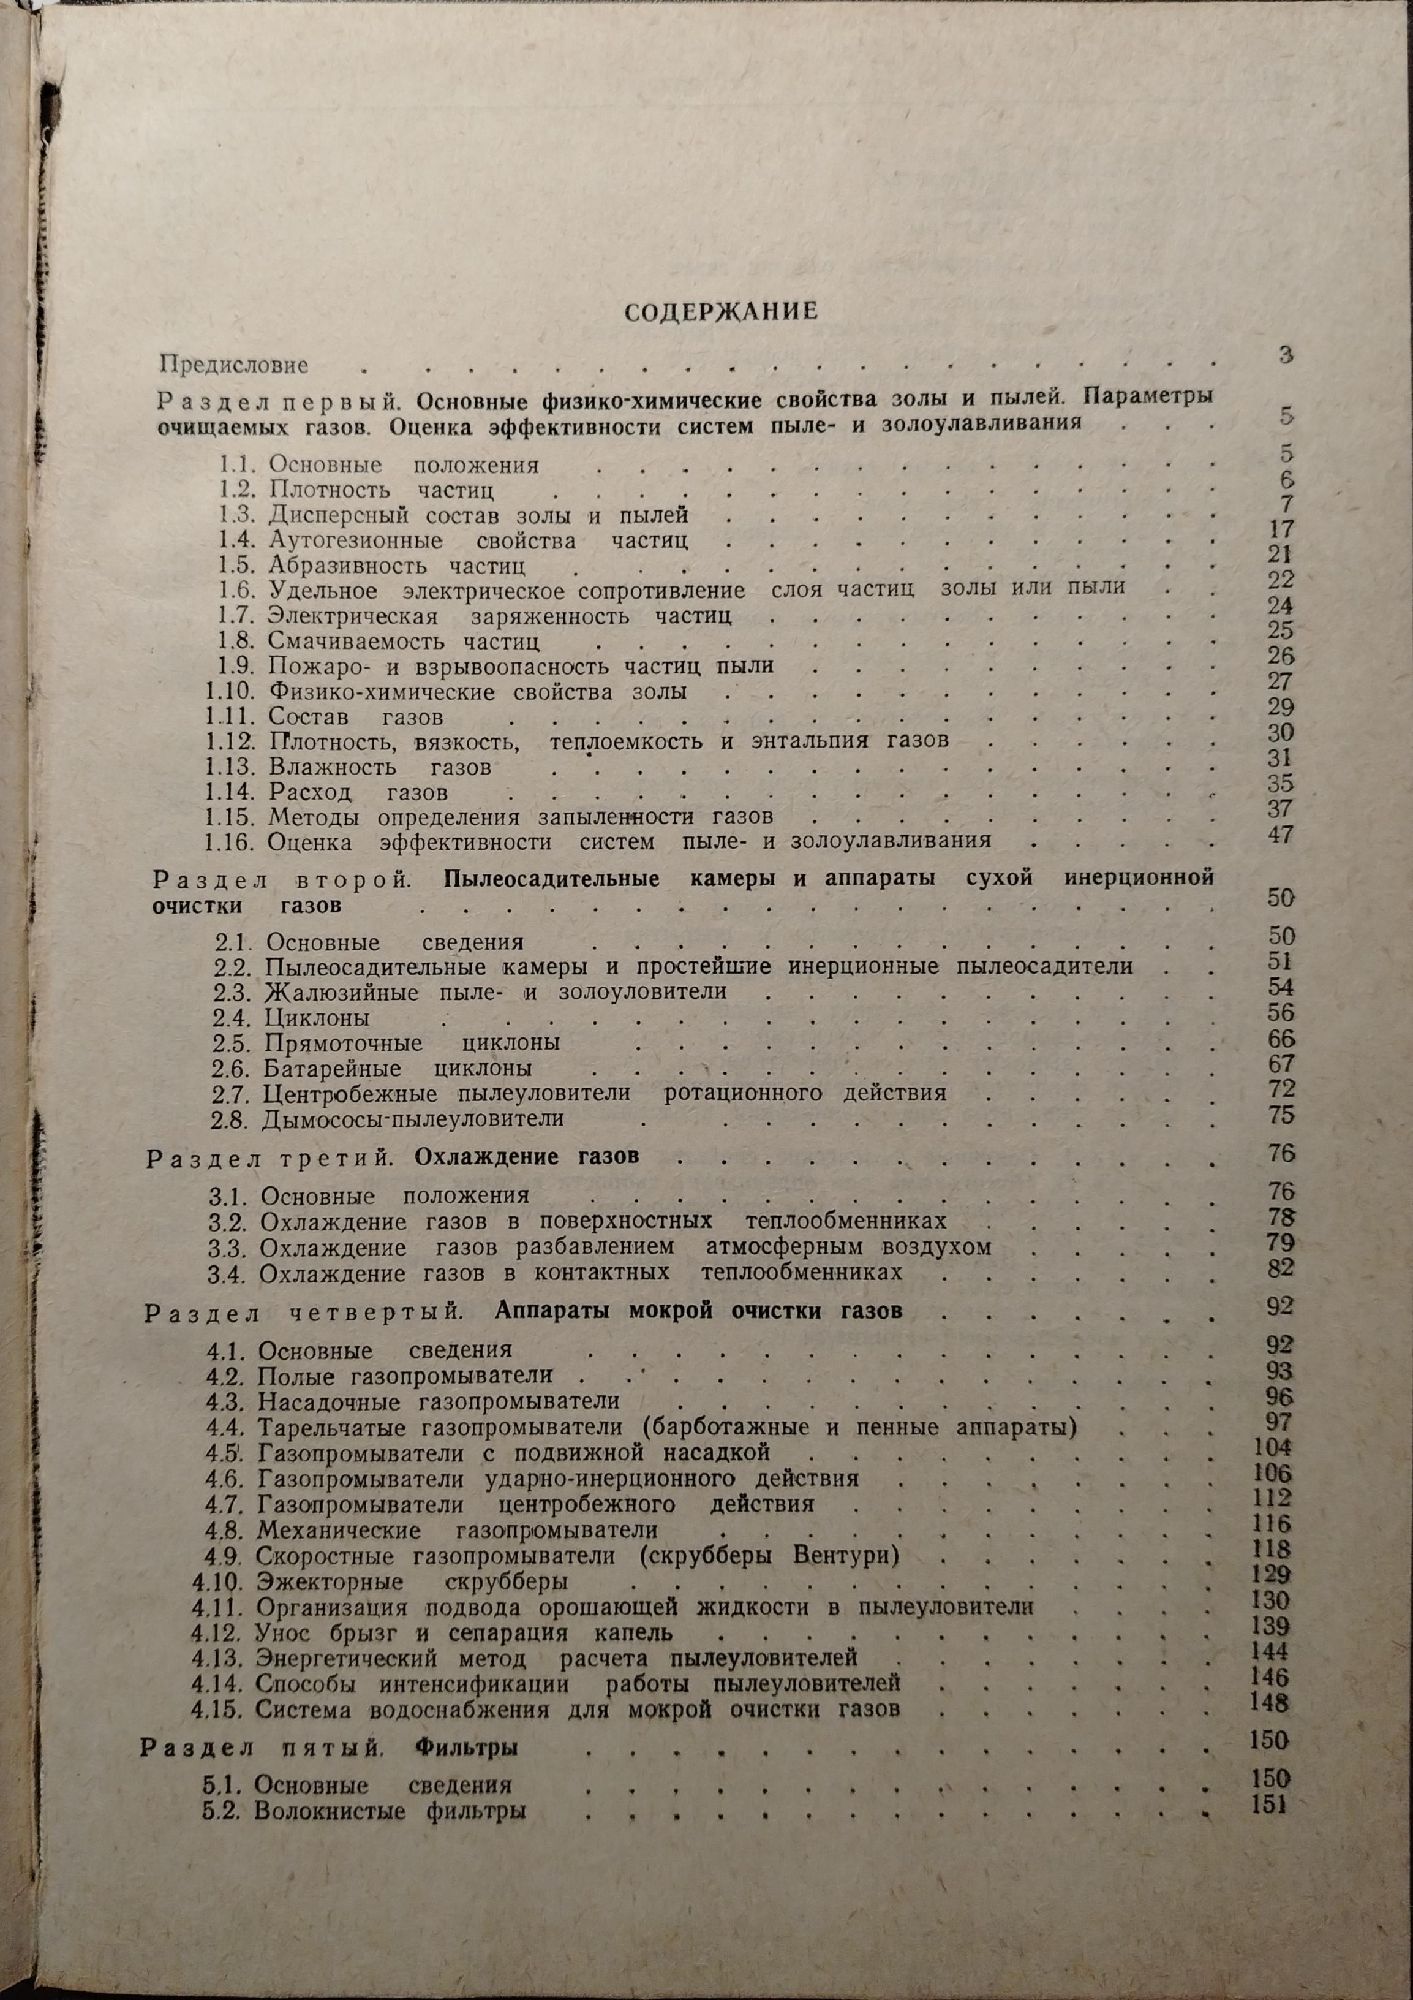 СОДЕРЖАНИЕ
Предисловие . . . . . . . . . . . . . . . . . . . 3
Раздел первый. Основные физико-химические свойства золы и пылей. Параметры
очищаемых газов. Оценка эффективности систем пыле- и золоулавливания . . . 5
1.1. Основные положения . . . . . . . . . . . . . . . 5
1.2. Плотность частиц . . . . . . . . . . . . . . . . 6
1.3. Дисперсный состав золы и пылей . . . . . . . . . . . . 7
1.4. Аутогезионные свойства частиц . . . . . . . . . . . . 17
1.5. Абразивность частиц . . . . . . . . . . . . . . . 21
1.6. Удельное электрическое сопротивление слоя частиц золы или пыли . . 22
1.7. Электрическая заряженность частиц . . . . . . . . . . . 24
1.8. Смачиваемость частиц . . . . . . . . . . . . . . . 25
1.9. Пожаро- и взрывоопасность частиц пыли . . . . . . . . . . 26
1.10. Физико-химические свойства золы . . . . . . . . . . . . 27
1.11. Состав газов . . . . . . . . . . . . . . . . . 29
1.12. Плотность, вязкость, теплоемкость и энтальпия газов . . . . . . 30
1.13. Влажность газов . . . . . . . . . . . . . . . . 31
1.14. Расход газов . . . . . . . . . . . . . . . . . 35
1.15. Методы определения запыленности газов . . . . . . . . . . 37
1.16. Оценка эффективности систем пыле- и золоулавливания . . . . . 47
Раздел второй. Пылеосадительные камеры и аппараты сухой инерционной
очистки газов . . . . . . . . . . . . . . . . . . . 50
2.1. Основные сведения . . . . . . . . . . . . . . . 50
2.2. Пылеосадительные камеры и простейшие инерционные пылеосадители . . 51
2.3. Жалюзийные пыле- и золоуловители . . . . . . . . . . . 54
2.4. Циклоны . . . . . . . . . . . . . . . . . . 56
2.5. Прямоточные циклоны . . . . . . . . . . . . . . 66
2.6. Батарейные циклоны . . . . . . . . . . . . . . . 67
2.7. Центробежные пылеуловители ротационного действия . . . . . . 72
2.8. Дымососы-пылеуловители . . . . . . . . . . . . . 75
Раздел третий. Охлаждение газов . . . . . . . . . . . . . 76
3.1. Основные положения . . . . . . . . . . . . . . . 76
3.2. Охлаждение газов в поверхностных теплообменниках . . . . . . 78
3.3. Охлаждение газов разбавлением атмосферным воздухом . . . . . 79
3.4. Охлаждение газов в контактных теплообменниках . . . . . . . 82
Раздел четвертый. Аппараты мокрой очистки газов . . . . . . . 92
4.1. Основные сведения . . . . . . . . . . . . . . . 92
4.2. Полые газопромыватели . . . . . . . . . . . . . . . 93
4.3. Насадочные газопромыватели . . . . . . . . . . . . . 96
4.4. Тарельчатые газопромыватели (барботажные и пенные аппараты) . . . 97
4.5. Газопромыватели с подвижной насадкой . . . . . . . . . . 104
4.6. Газопромыватели ударно-инерционного действия . . . . . . . . 106
4.7. Газопромыватели центробежного действия . . . . . . . . . 112
4.8. Механические газопромыватели . . . . . . . . . . . . 116
4.9. Скоростные газопромыватели (скрубберы Вентури) . . . . . . . 118
4.10. Эжекторные скрубберы . . . . . . . . . . . . . . 129
4.11. Организация подвода орошающей жидкости в пылеуловители . . . . 130
4.12. Унос брызг и сепарация капель . . . . . . . . . . . . 139
4.13. Энергетический метод расчета пылеуловителей . . . . . . . . 144
4.14. Способы интенсификации работы пылеуловителей . . . . . . . 146
4.15. Система водоснабжения для мокрой очистки газов . . . . . . . 148
Раздел пятый. Фильтры . . . . . . . . . . . . . . . 150
5.1. Основные сведения . . . . . . . . . . . . . . . 150
5.2. Волокнистые фильтры . . . . . . . . . . . . . . . 151